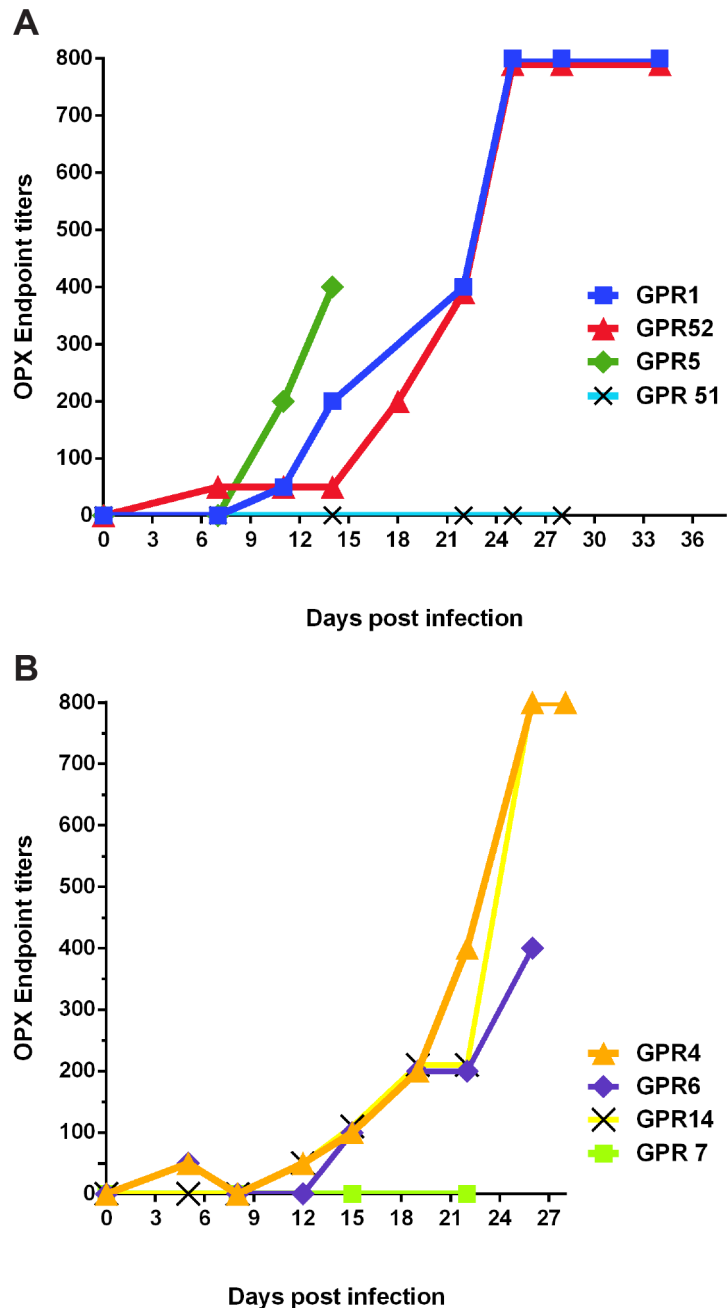 A
OPX Endpoint titers
800
700
600
500
400
300
200
100
0
0 3 6 9 12 15 18 21 24 27 30 33 36
GPR1
GPR52
GPR5
GPR 51
Days post infection
B
OPX Endpoint titers
800
700
600
500
400
300
200
100
0
0 3 6 9 12 15 18 21 24 27
GPR4
GPR6
GPR14
GPR 7
Days post infection